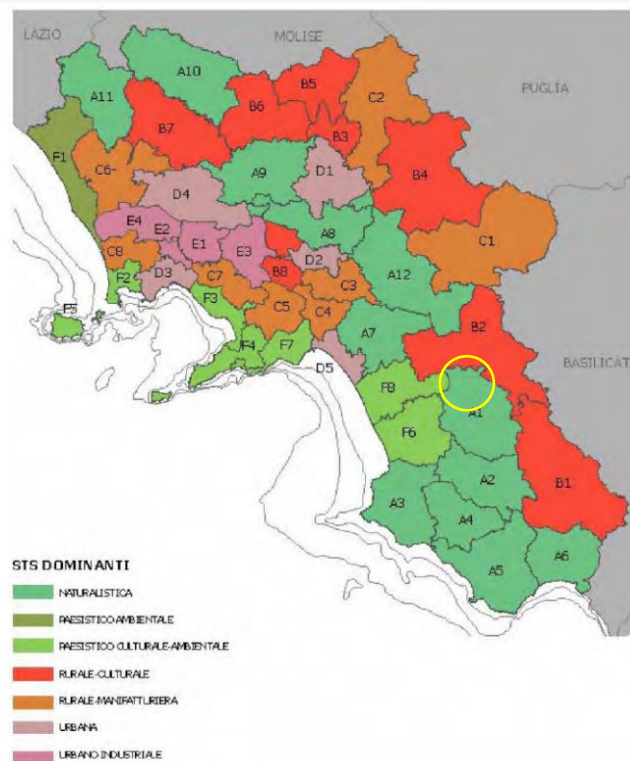 LAZIO
MOLISE
A10
A11
B5
C2
B6
PUGLIA
B7
B3
F1
C6-
A9
D1
B4
D4
E4
E2
A8
C1
C8
E1
E3
D2
F2
D3
C7
B8
C3
A12
F5
F3
C5
C4
B2
F4
F7
A7
D5
BASILICAT
F8
A1
F6
A2
B1
A3
A4
A6
A5
STS DOMINANTI
NATURALISTICA
PAESISTICO AMBIENTALE
PAESISTICO CULTURALE-AMBIENTALE
RURALE-CULTURALE
RURALE-MANIFATTURIERA
URBANA
URBANO INDUSTRIALE